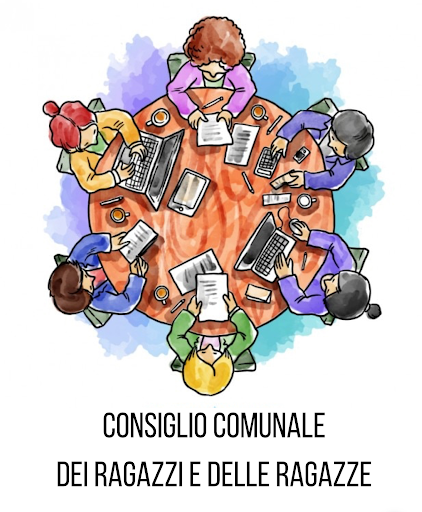 CONSIGLIO COMUNALE
DEI RAGAZZI E DELLE RAGAZZE